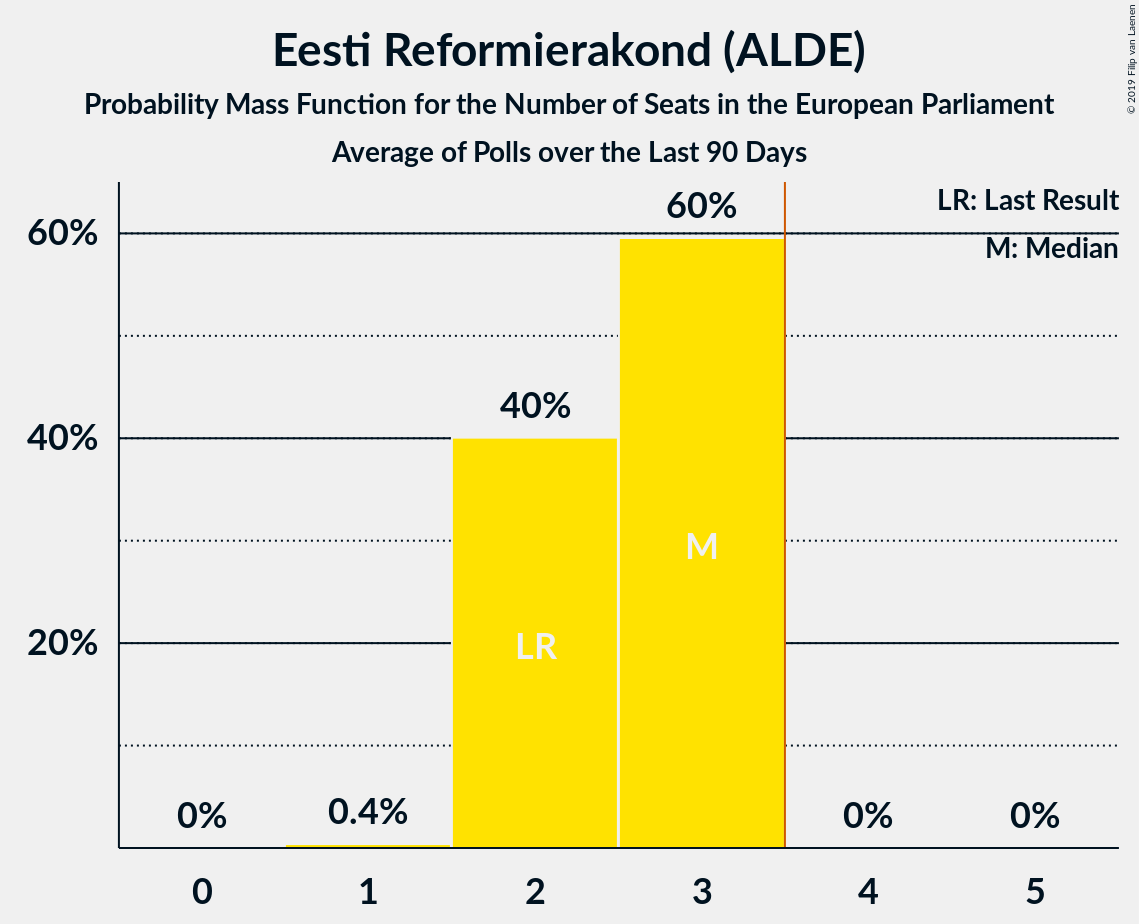 Eesti Reformierakond (ALDE)
Probability Mass Function for the Number of Seats in the European Parliament
Average of Polls over the Last 90 Days
© 2019 Filip van Laenen
LR: Last Result
M: Median
60%
40%
20%
0%
0.4%
40%
60%
0%
0%
LR
M
0
1
2
3
4
5